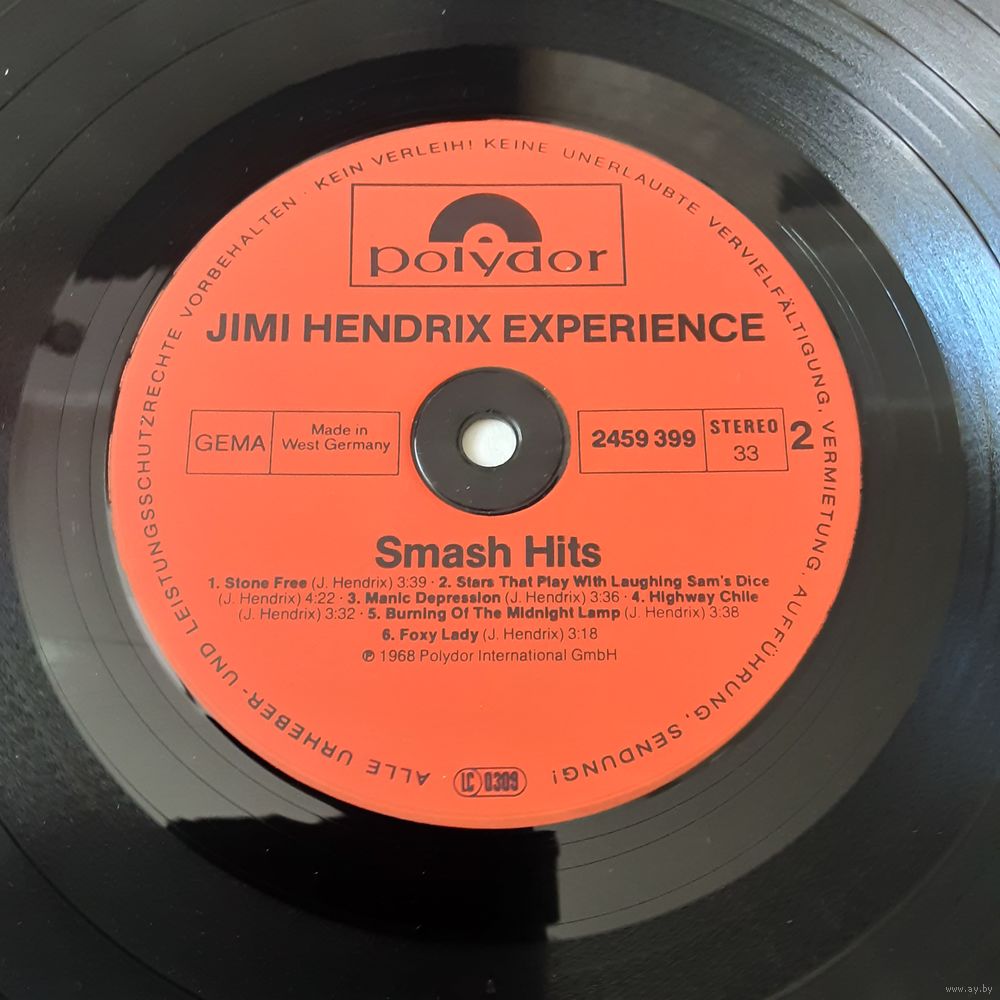 ALLE URHEBER- UND LEISTUNGSSCHUTZRECHTE VORBEHALTEN · KEIN VERLEIH! KEINE UNERLAUBTE VERVIELFÄLTIGUNG, VERMIETUNG, AUFFÜHRUNG, SENDUNG!
polydor
JIMI HENDRIX EXPERIENCE
GEMA
Made in
West Germany
2459 399
STEREO
33
2
Smash Hits
1. Stone Free (J. Hendrix) 3:39 · 2. Stars That Play With Laughing Sam's Dice
(J. Hendrix) 4:22 · 3. Manic Depression (J. Hendrix) 3:36 · 4. Highway Chile
(J. Hendrix) 3:32 · 5. Burning Of The Midnight Lamp (J. Hendrix) 3:38
6. Foxy Lady (J. Hendrix) 3:18
℗ 1968 Polydor International GmbH
LC 0309
www.ay.by